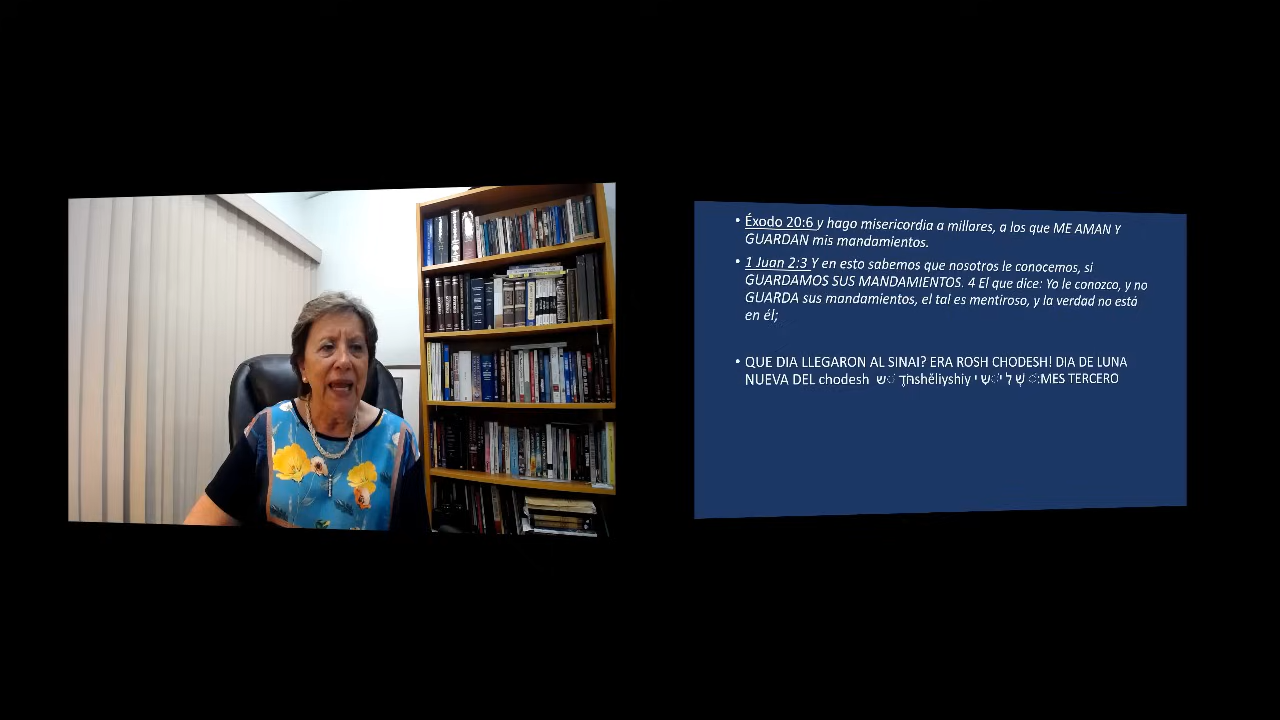 • Éxodo 20:6 y hago misericordia a millares, a los que ME AMAN Y
GUARDAN mis mandamientos.
• 1 Juan 2:3 Y en esto sabemos que nosotros le conocemos, si
GUARDAMOS SUS MANDAMIENTOS. 4 El que dice: Yo le conozco, y no
GUARDA sus mandamientos, el tal es mentiroso, y la verdad no está
en él;
• QUE DIA LLEGARON AL SINAI? ERA ROSH CHODESH! DIA DE LUNA
NUEVA DEL chodesh shĕliyshiy :MES TERCERO